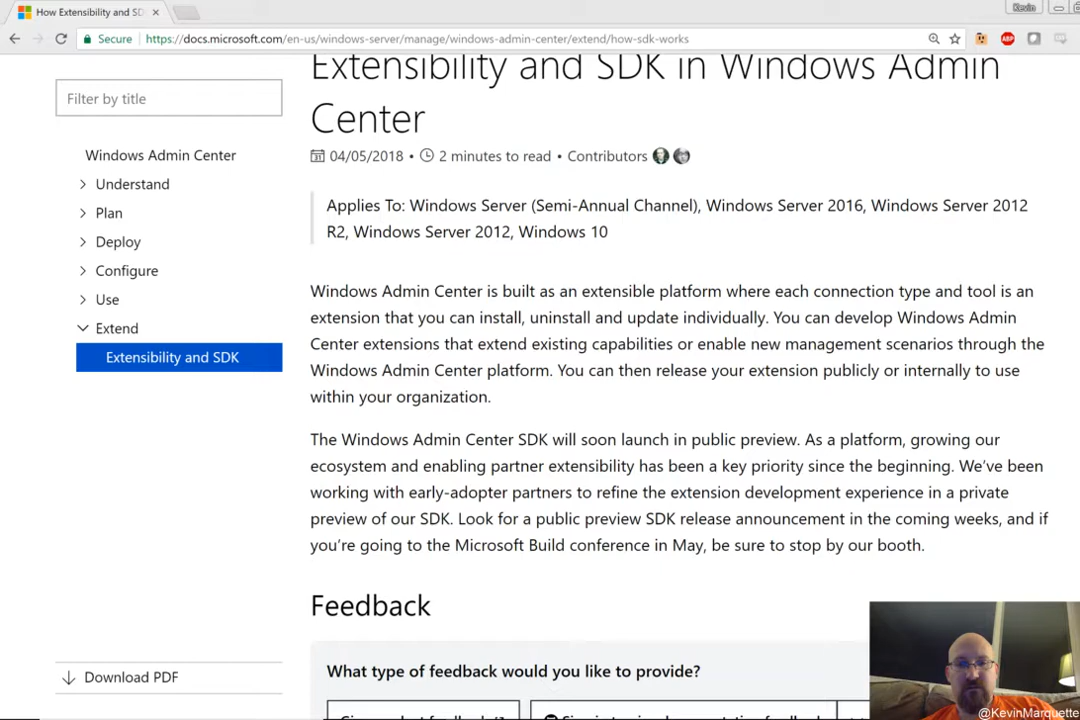 How Extensibility and SD
Kevin
Secure
https://docs.microsoft.com/en-us/windows-server/manage/windows-admin-center/extend/how-sdk-works
ABP
Filter by title
Windows Admin Center
Understand
Plan
Deploy
Configure
Use
Extend
Extensibility and SDK
Download PDF
Extensibility and SDK in Windows Admin
Center
04/05/2018 • 2 minutes to read • Contributors
Applies To: Windows Server (Semi-Annual Channel), Windows Server 2016, Windows Server 2012
R2, Windows Server 2012, Windows 10
Windows Admin Center is built as an extensible platform where each connection type and tool is an
extension that you can install, uninstall and update individually. You can develop Windows Admin
Center extensions that extend existing capabilities or enable new management scenarios through the
Windows Admin Center platform. You can then release your extension publicly or internally to use
within your organization.
The Windows Admin Center SDK will soon launch in public preview. As a platform, growing our
ecosystem and enabling partner extensibility has been a key priority since the beginning. We’ve been
working with early-adopter partners to refine the extension development experience in a private
preview of our SDK. Look for a public preview SDK release announcement in the coming weeks, and if
you’re going to the Microsoft Build conference in May, be sure to stop by our booth.
Feedback
What type of feedback would you like to provide?
@KevinMarquette